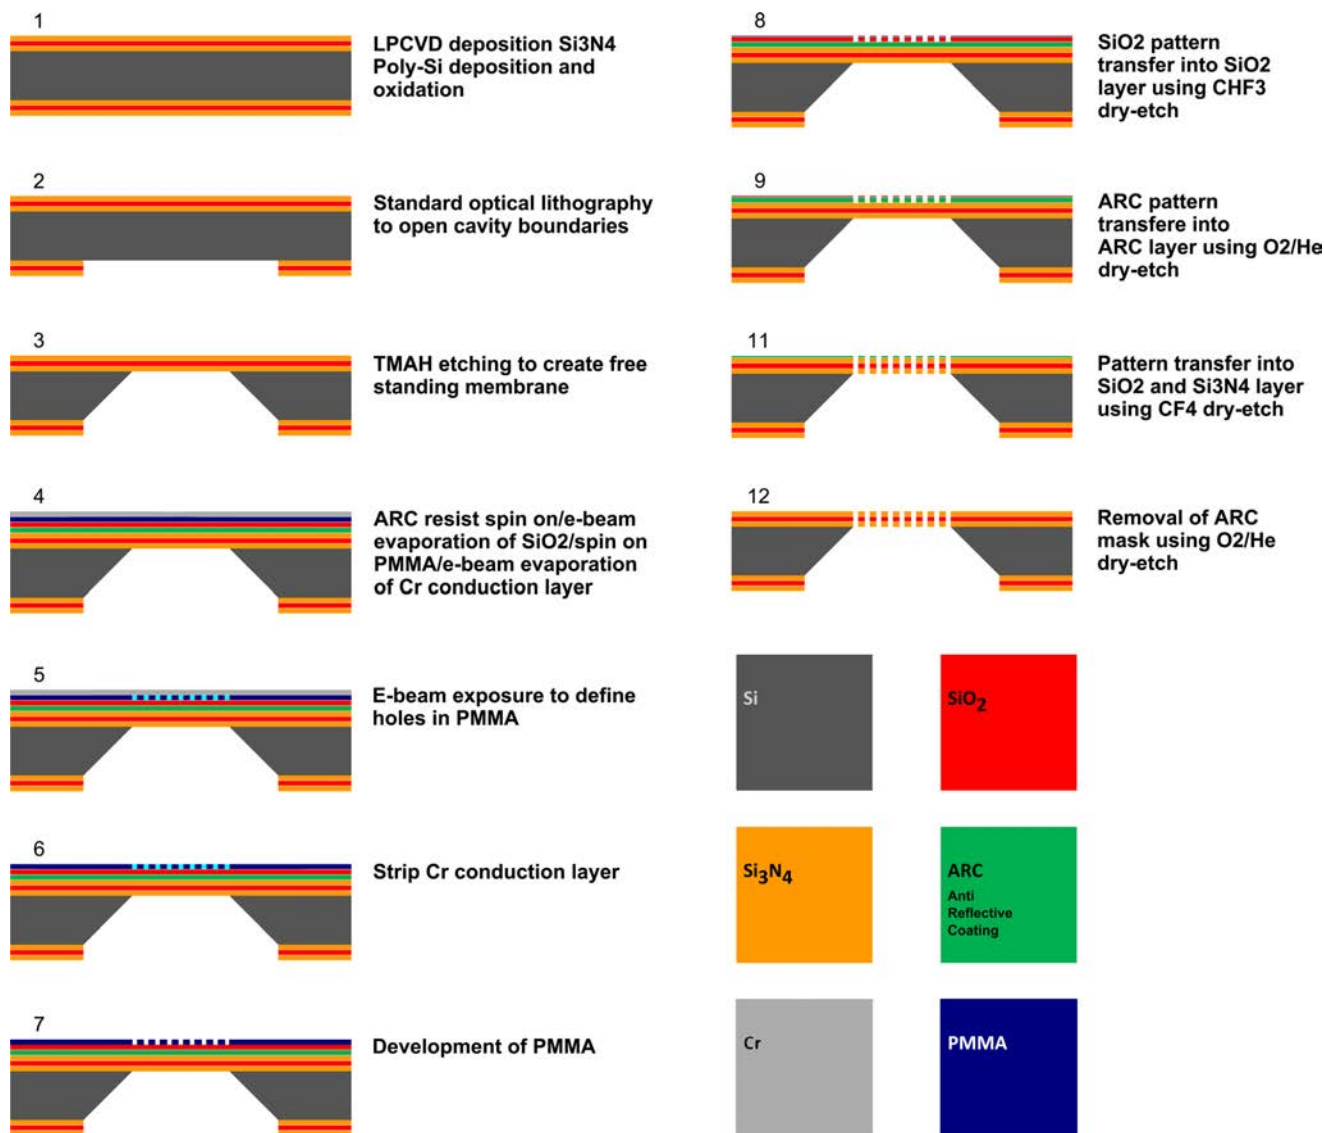 1
LPCVD deposition Si3N4
Poly-Si deposition and
oxidation
2
Standard optical lithography
to open cavity boundaries
3
TMAH etching to create free
standing membrane
4
ARC resist spin on/e-beam
evaporation of SiO2/spin on
PMMA/e-beam evaporation
of Cr conduction layer
5
E-beam exposure to define
holes in PMMA
6
Strip Cr conduction layer
7
Development of PMMA
8
SiO2 pattern
transfer into SiO2
layer using CHF3
dry-etch
9
ARC pattern
transfere into
ARC layer using O2/He
dry-etch
11
Pattern transfer into
SiO2 and Si3N4 layer
using CF4 dry-etch
12
Removal of ARC
mask using O2/He
dry-etch
Si
SiO2
Si3N4
ARC
Anti
Reflective
Coating
Cr
PMMA